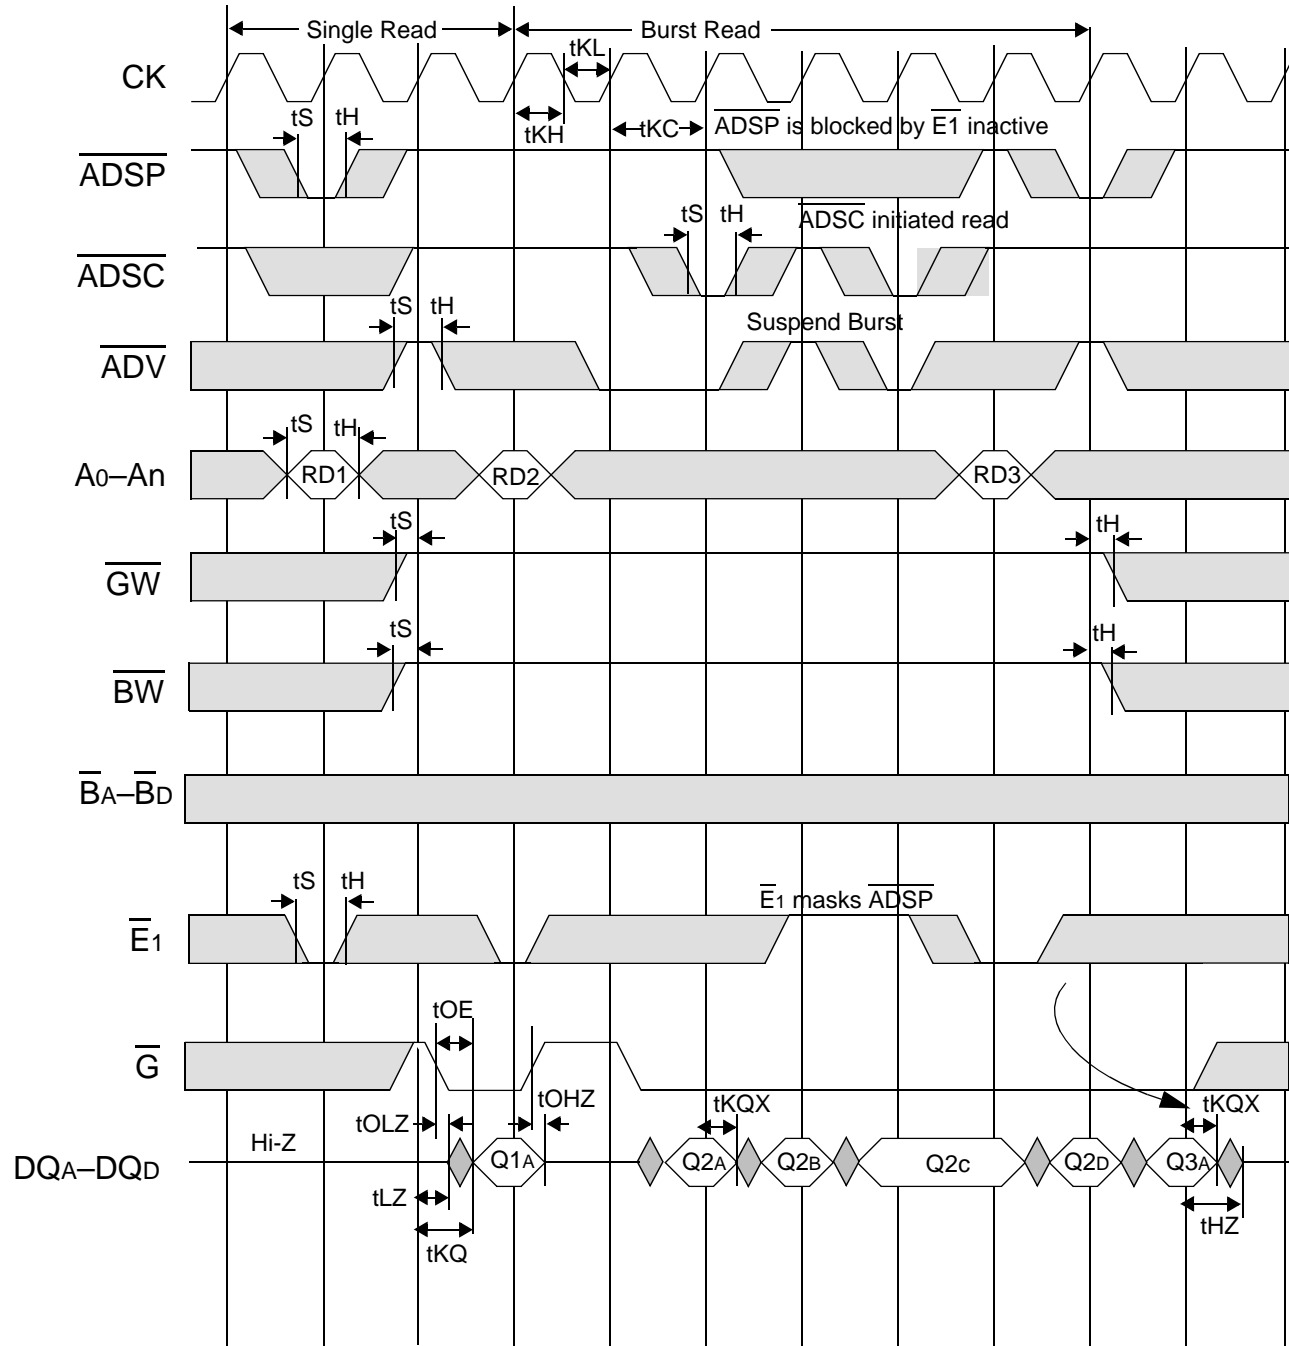 Single Read
Burst Read
tKL
CK
tS tH
tKH
tKC
ADSP is blocked by E1 inactive
ADSP
tS tH
ADSC initiated read
ADSC
tS tH
Suspend Burst
ADV
tS tH
A0–An
RD1 RD2 RD3
tS
tH
GW
tS
tH
BW
BA–BD
tS tH
E1 masks ADSP
E1
tOE
G
tOLZ
tOHZ
tKQX
tKQX
Hi-Z
DQA–DQD
Q1A Q2A Q2B Q2c Q2D Q3A
tLZ
tHZ
tKQ